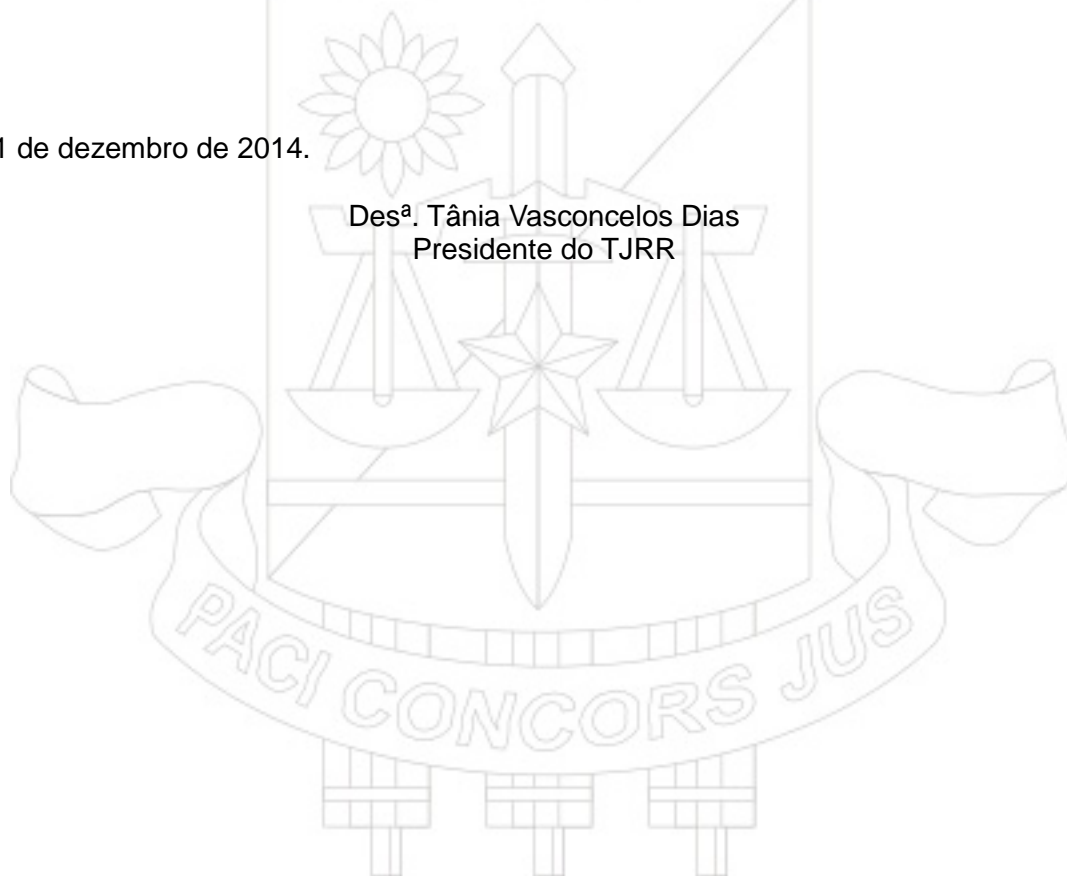 1 de dezembro de 2014.
Desª. Tânia Vasconcelos Dias
Presidente do TJRR
PACI CONCORS JUS